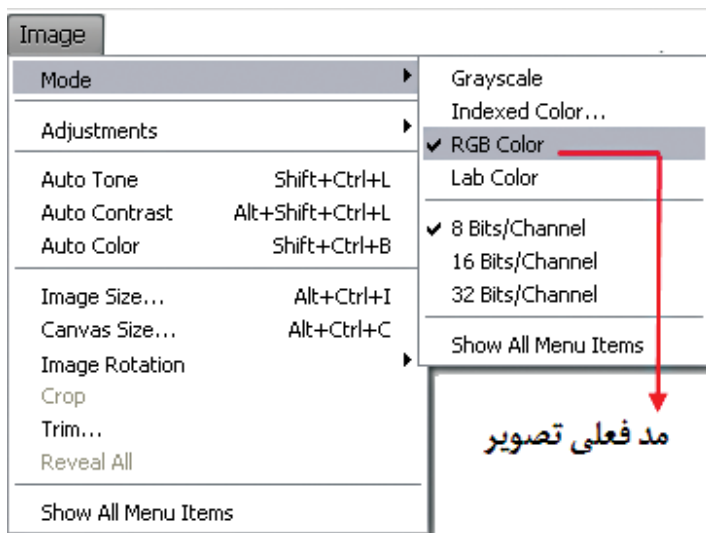 Image
Mode
Adjustments
Auto Tone Shift+Ctrl+L
Auto Contrast Alt+Shift+Ctrl+L
Auto Color Shift+Ctrl+B
Image Size... Alt+Ctrl+I
Canvas Size... Alt+Ctrl+C
Image Rotation
Crop
Trim...
Reveal All
Show All Menu Items
Grayscale
Indexed Color...
RGB Color
Lab Color
8 Bits/Channel
16 Bits/Channel
32 Bits/Channel
Show All Menu Items
مد فعلی تصویر